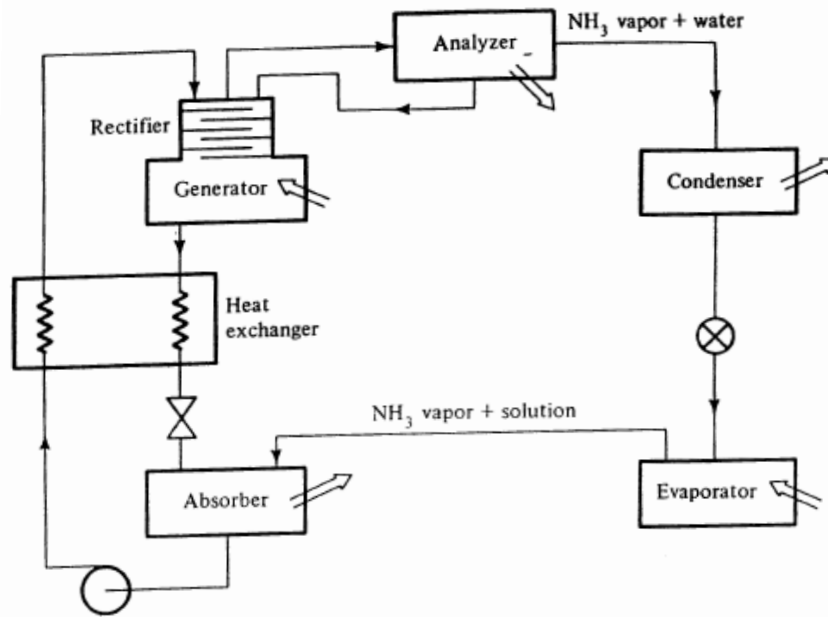 Analyzer
NH₃ vapor + water
Rectifier
Generator
Condenser
Heat
exchanger
NH₃ vapor + solution
Absorber
Evaporator